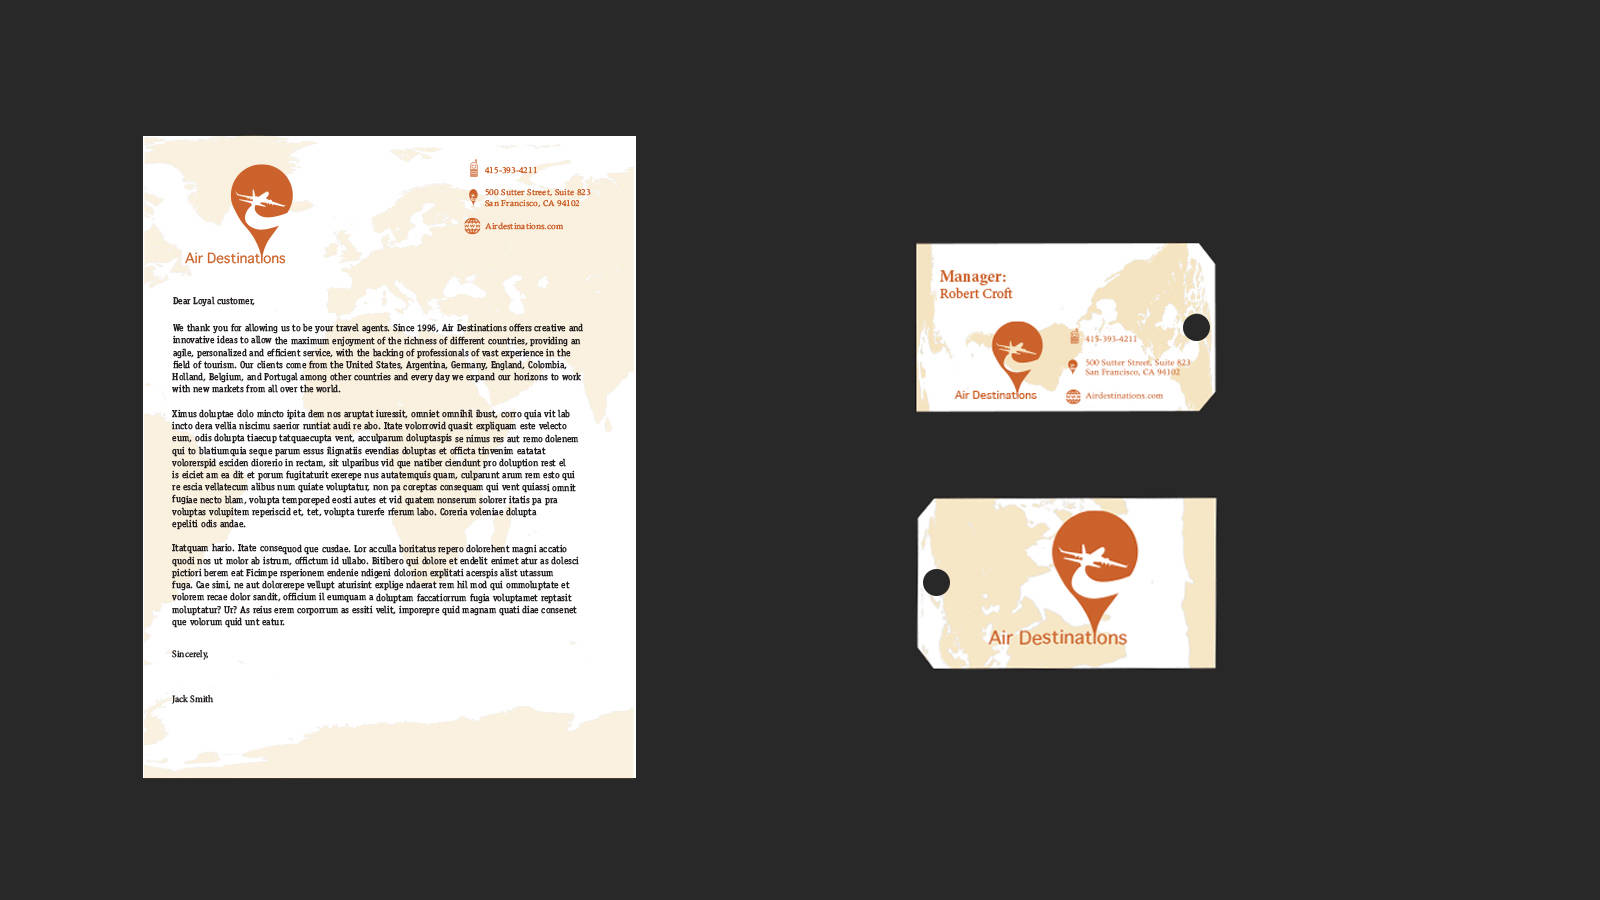 Air Destinations
415-393-4211
500 Sutter Street, Suite 823
San Francisco, CA 94102
Airdestinations.com
Dear Loyal customer,
We thank you for allowing us to be your travel agents. Since 1996, Air Destinations offers creative and
innovative ideas to allow the maximum enjoyment of the richness of different countries, providing an
agile, personalized and efficient service, with the backing of professionals of vast experience in the
field of tourism. Our clients come from the United States, Argentina, Germany, England, Colombia,
Holland, Belgium, and Portugal among other countries and every day we expand our horizons to work
with new markets from all over the world.
Ximus doluptae dolo mincto ipita dem nos aruptat iuressit, omniet omnihil ibust, corro quia vit lab
incto dera vellia niscimu saerior runtiat audi re abo. Itate volorrovid quasit expliquam este velecto
eum, odis dolupta tiaecup tatquaecupta vent, acculparum doluptaspis se nimus res aut remo dolenem
qui to blatiumquia seque parum essus ilignatiis evendias doluptas et officta tinvenim eatatat
volorerspid esciden diorerio in rectam, sit ulparibus vid que natiber ciendunt pro doluption rest el
is eiciet am ea dit et porum fugitaturit exerepe nus autatemquis quam, culparunt arum rem esto qui
re escia vellatecum alibus num quiate voluptatur, non pa coreptas consequam qui vent quiassi omnit
fugiae necto blam, volupta temporeped eosti autes et vid quatem nonserum solorer itatis pa pra
voluptas volupitem reperiscid et, tet, volupta turerfe rferum labo. Coreria voleniae dolupta
epeliti odis andae.
Itatquam hario. Itate consequod que cusdae. Lor acculla boritatus repero dolorehent magni accatio
quodi nos ut molor ab istrum, offictum id ullabo. Bitibero qui dolore et endelit enimet atur as dolesci
pictiori berem eat Ficimpe rsperionem endenie ndigeni dolorion explitati acerspis alist utassum
fuga. Cae simi, ne aut dolorerepe vellupt aturisint explige ndaerat rem hil mod qui ommoluptate et
volorem recae dolor sandit, officium il eumquam a doluptam faccatiorrum fugia voluptamet reptasit
moluptatur? Ur? As reius erem corporrum as essiti velit, imporepre quid magnam quati diae consenet
que volorum quid unt eatur.
Sincerely,
Jack Smith
Manager:
Robert Croft
Air Destinations
415-393-4211
500 Sutter Street, Suite 823
San Francisco, CA 94102
Airdestinations.com
Air Destinations